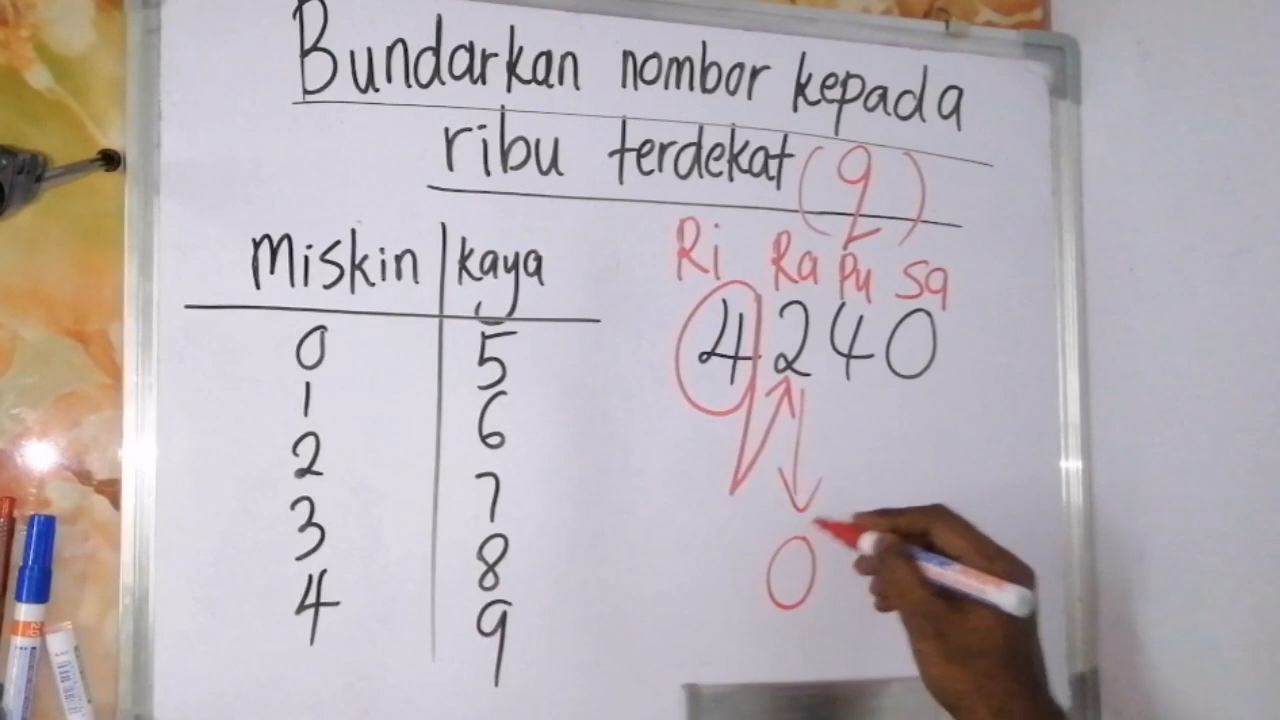 Bundarkan nombor kepada
ribu terdekat (9)
Miskin kaya
0 5
1 6
2 7
3 8
4 9
Ri Ra Pu Sa
4240
0